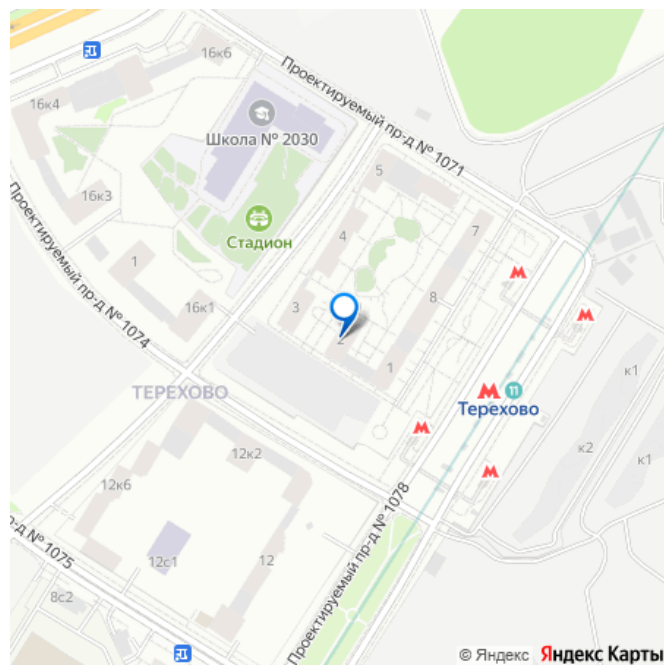 16к6
16к4
Школа № 2030
Проектируемый пр-д № 1071
16к3
5
Стадион
4
7
1
Проектируемый пр-д № 1074
16к1
3
8
2
1
11
Терехово
ТЕРЕХОВО
к1
к1
к2
12к2
12к6
Проектируемый пр-д № 1078
р-д № 1075
12с1
12
8с2
© Яндекс Яндекс Карты